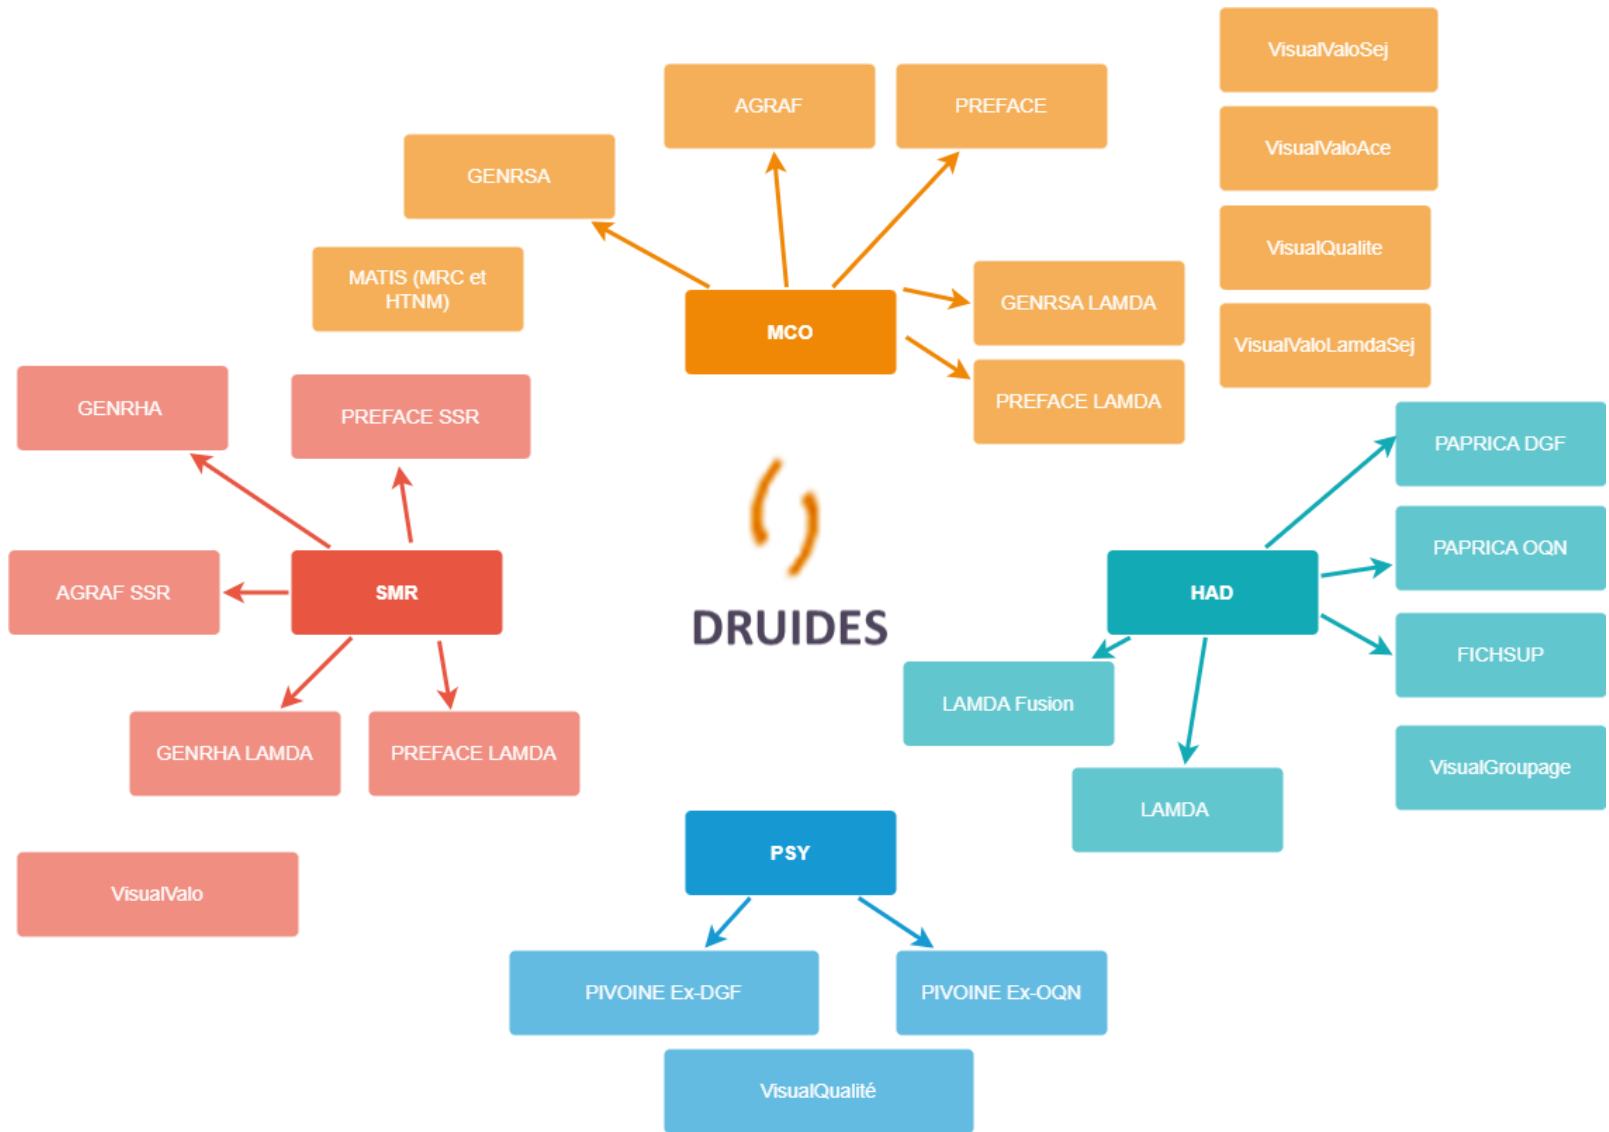 VisualValoSej
AGRAF
PREFACE
VisualValoAce
GENRSA
VisualQualite
MATIS (MRC et
HTNM)
GENRSA LAMDA
MCO
VisualValoLamdaSej
PREFACE LAMDA
GENRHA
PREFACE SSR
PAPRICA DGF
PAPRICA OQN
AGRAF SSR
SMR
HAD
DRUIDES
FICHSUP
LAMDA Fusion
GENRHA LAMDA
PREFACE LAMDA
VisualGroupage
LAMDA
PSY
VisualValo
PIVOINE Ex-DGF
PIVOINE Ex-OQN
VisualQualité